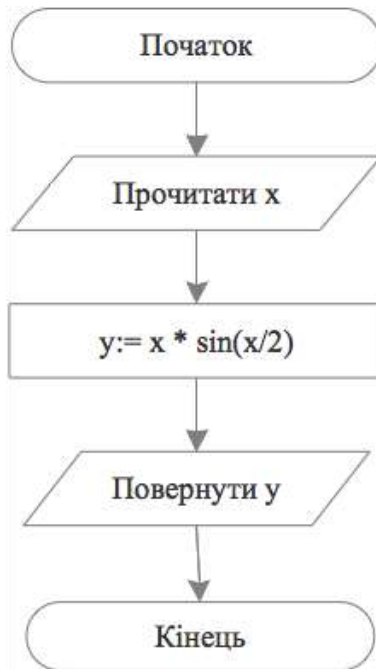 Початок
Прочитати x
y:= x * sin(x/2)
Повернути y
Кінець